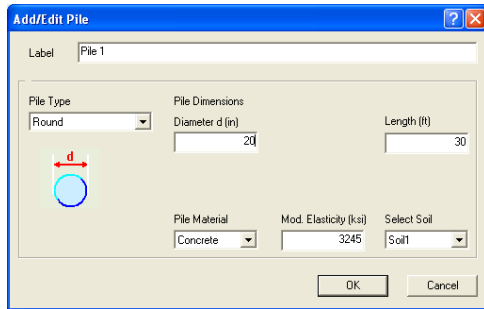 Add/Edit Pile
Label Pile 1
Pile Type Pile Dimensions
Round Diameter d (in) Length (ft)
20 30
d
Pile Material Mod. Elasticity (ksi) Select Soil
Concrete 3245 Soil1
OK Cancel